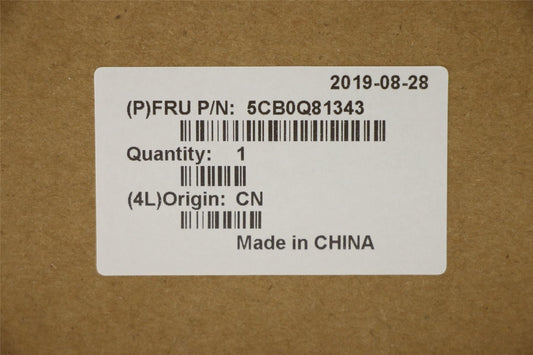 2019-08-28
(P)FRU P/N: 5CB0Q81343
Quantity: 1
(4L)Origin: CN
Made in CHINA